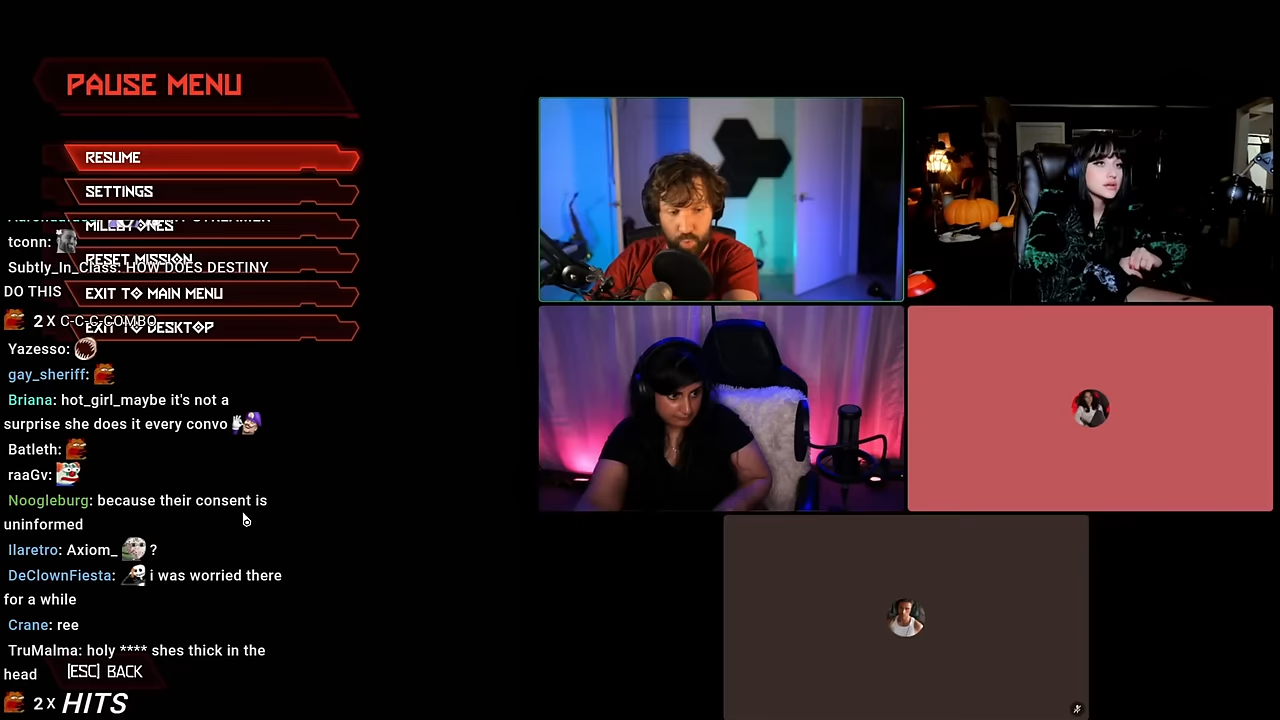 PAUSE MENU
RESUME
SETTINGS
MILESTONES
tconn:
RESET MISSION
Subtly_In_Class: HOW DOES DESTINY
DO THIS
EXIT TO MAIN MENU
2 X C-C-C-COMBO
EXIT TO DESKTOP
Yazesso:
gay_sheriff:
Briana: hot_girl_maybe it's not a
surprise she does it every convo
Batleth:
raaGv:
Noogleburg: because their consent is
uninformed
Ilaretro: Axiom_ ?
DeClownFiesta: i was worried there
for a while
Crane: ree
TruMalma: holy **** shes thick in the
head
[ESC] BACK
2 X HITS